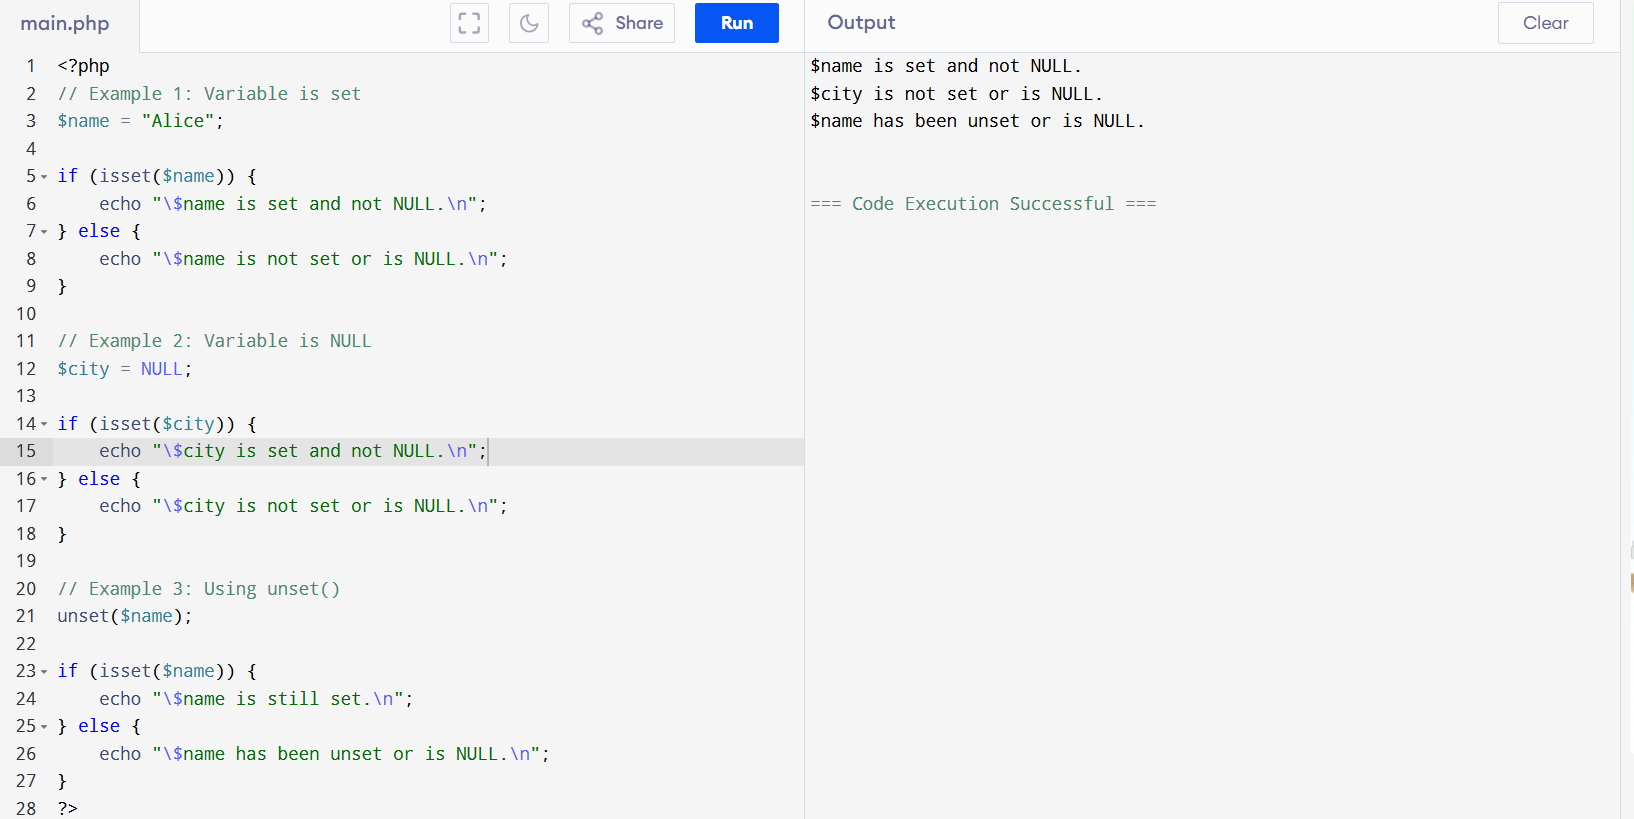 main.php
Share
Run
1 <?php
2 // Example 1: Variable is set
3 $name = "Alice";
4
5 if (isset($name)) {
6     echo "\$name is set and not NULL.\n";
7 } else {
8     echo "\$name is not set or is NULL.\n";
9 }
10
11 // Example 2: Variable is NULL
12 $city = NULL;
13
14 if (isset($city)) {
15     echo "\$city is set and not NULL.\n";
16 } else {
17     echo "\$city is not set or is NULL.\n";
18 }
19
20 // Example 3: Using unset()
21 unset($name);
22
23 if (isset($name)) {
24     echo "\$name is still set.\n";
25 } else {
26     echo "\$name has been unset or is NULL.\n";
27 }
28 ?>
Output
Clear
$name is set and not NULL.
$city is not set or is NULL.
$name has been unset or is NULL.
=== Code Execution Successful ===